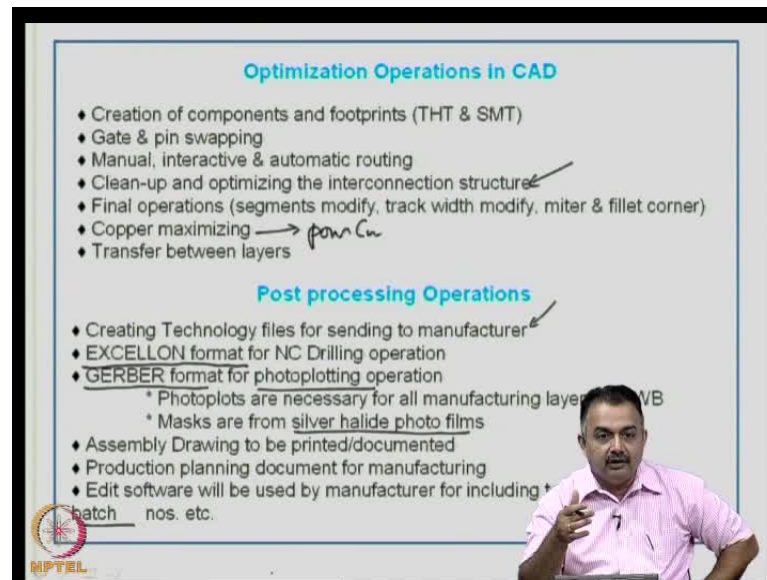 Optimization Operations in CAD
♦ Creation of components and footprints (THT & SMT)
♦ Gate & pin swapping
♦ Manual, interactive & automatic routing
♦ Clean-up and optimizing the interconnection structure
♦ Final operations (segments modify, track width modify, miter & fillet corner)
♦ Copper maximizing → pour Cu
♦ Transfer between layers
Post processing Operations
♦ Creating Technology files for sending to manufacturer
♦ EXCELLON format for NC Drilling operation
♦ GERBER format for photoplotting operation
* Photoplots are necessary for all manufacturing WB
* Masks are from silver halide photo films
♦ Assembly Drawing to be printed/documented
♦ Production planning document for manufacturing
♦ Edit software will be used by manufacturer for including
batch nos. etc.
NPTEL